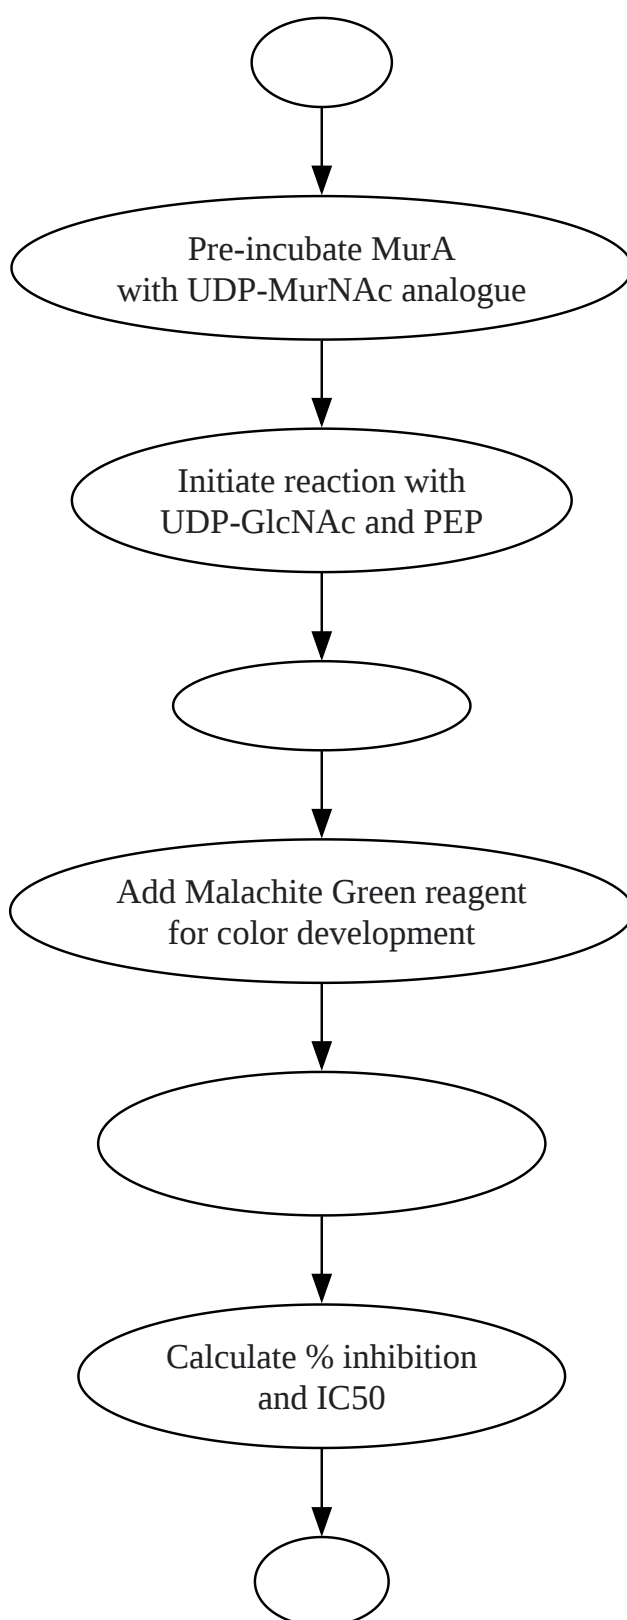 Pre-incubate MurA
with UDP-MurNAc analogue
Initiate reaction with
UDP-GlcNAc and PEP
Add Malachite Green reagent
for color development
Calculate % inhibition
and IC50